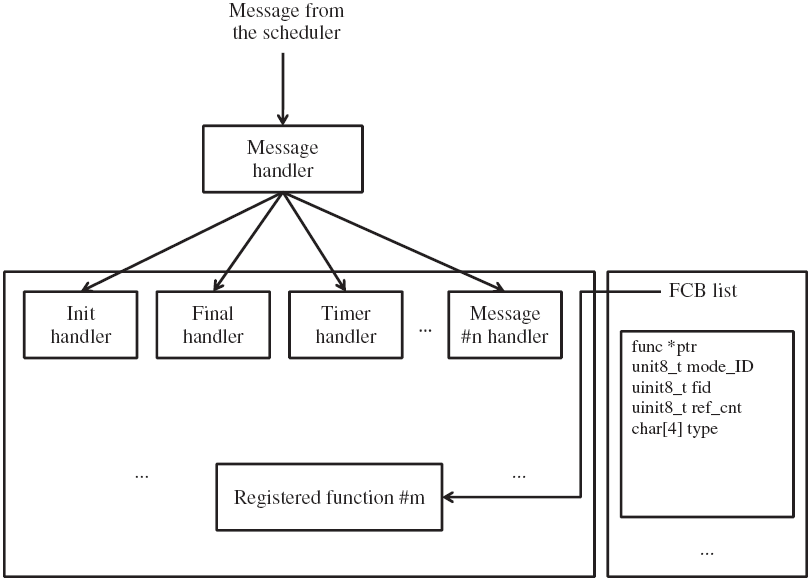 Message from
the scheduler
Message
handler
Init
handler
Final
handler
Timer
handler
...
Message
#n handler
FCB list
func *ptr
unit8_t mode_ID
uinit8_t fid
uinit8_t ref_cnt
char[4] type
...
Registered function #m
...
...